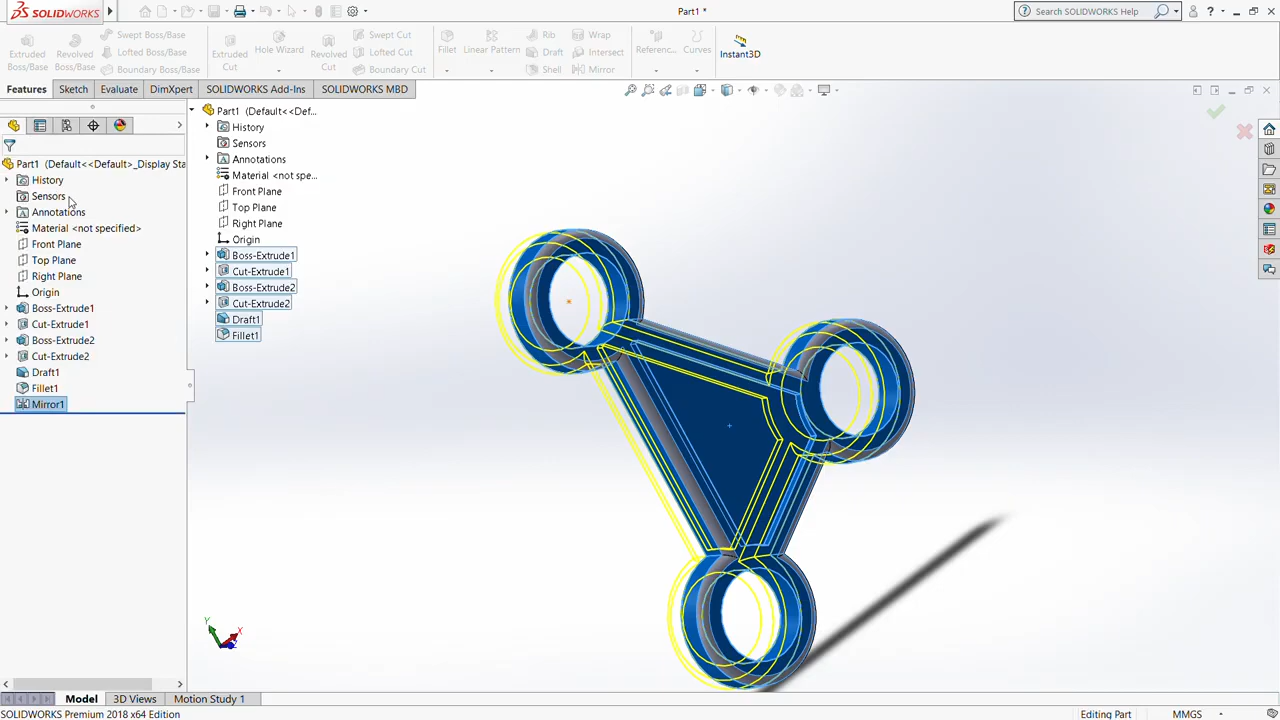 SOLIDWORKS
Part1 *
Search SOLIDWORKS Help
?
Extruded Boss/Base
Revolved Boss/Base
Swept Boss/Base
Lofted Boss/Base
Boundary Boss/Base
Extruded Cut
Hole Wizard
Revolved Cut
Swept Cut
Lofted Cut
Boundary Cut
Fillet
Linear Pattern
Rib
Draft
Shell
Wrap
Intersect
Mirror
Referenc...
Curves
Instant3D
Features
Sketch
Evaluate
DimXpert
SOLIDWORKS Add-Ins
SOLIDWORKS MBD
Part1 (Default<<Default>_Display Sta
History
Sensors
Annotations
Material <not specified>
Front Plane
Top Plane
Right Plane
Origin
Boss-Extrude1
Cut-Extrude1
Boss-Extrude2
Cut-Extrude2
Draft1
Fillet1
Mirror1
Part1 (Default<<Def...
History
Sensors
Annotations
Material <not spe...
Front Plane
Top Plane
Right Plane
Origin
Boss-Extrude1
Cut-Extrude1
Boss-Extrude2
Cut-Extrude2
Draft1
Fillet1
Y
X
Model
3D Views
Motion Study 1
SOLIDWORKS Premium 2018 x64 Edition
Editing Part
MMGS